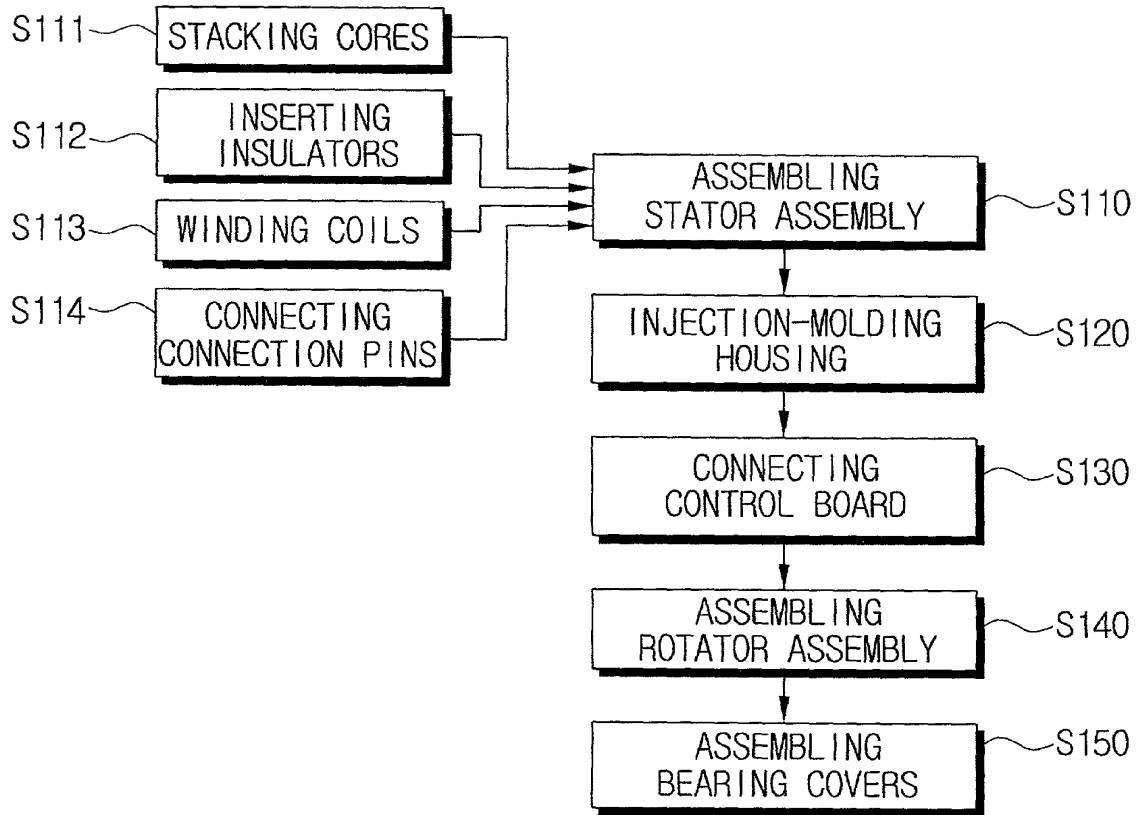 S111
STACKING CORES
S112
INSERTING
INSULATORS
S113
WINDING COILS
S114
CONNECTING
CONNECTION PINS
ASSEMBLING
STATOR ASSEMBLY
S110
INJECTION-MOLDING
HOUSING
S120
CONNECTING
CONTROL BOARD
S130
ASSEMBLING
ROTATOR ASSEMBLY
S140
ASSEMBLING
BEARING COVERS
S150